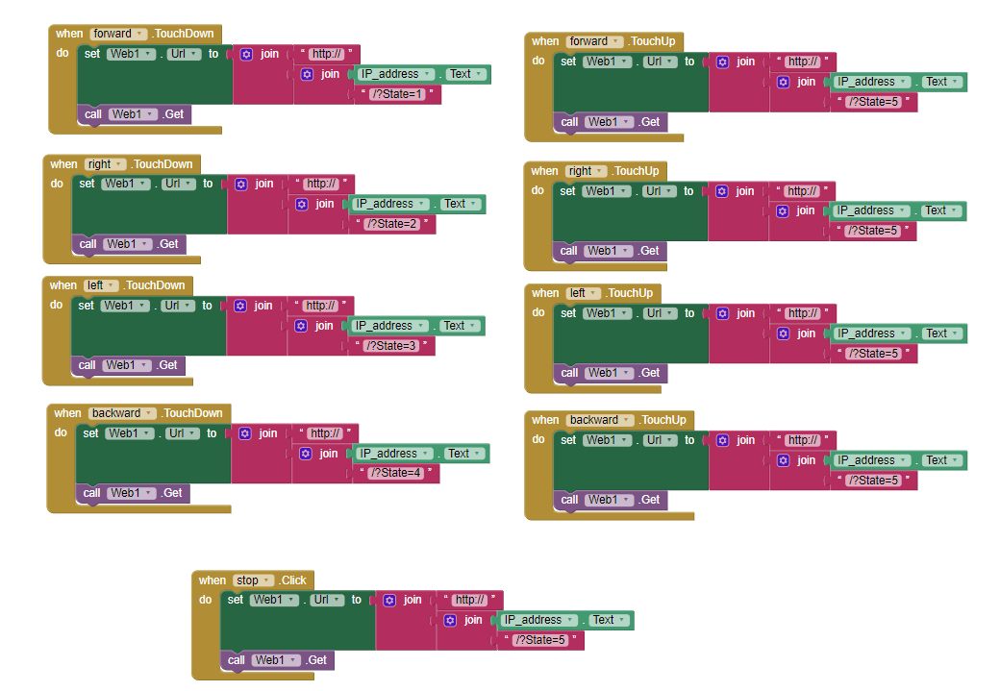 when forward .TouchDown
do set Web1 . Url to join " http:// "
join IP_address . Text
" /?State=1 "
call Web1 .Get
when forward .TouchUp
do set Web1 . Url to join " http:// "
join IP_address . Text
" /?State=5 "
call Web1 .Get
when right .TouchDown
do set Web1 . Url to join " http:// "
join IP_address . Text
" /?State=2 "
call Web1 .Get
when right .TouchUp
do set Web1 . Url to join " http:// "
join IP_address . Text
" /?State=5 "
call Web1 .Get
when left .TouchDown
do set Web1 . Url to join " http:// "
join IP_address . Text
" /?State=3 "
call Web1 .Get
when left .TouchUp
do set Web1 . Url to join " http:// "
join IP_address . Text
" /?State=5 "
call Web1 .Get
when backward .TouchDown
do set Web1 . Url to join " http:// "
join IP_address . Text
" /?State=4 "
call Web1 .Get
when backward .TouchUp
do set Web1 . Url to join " http:// "
join IP_address . Text
" /?State=5 "
call Web1 .Get
when stop .Click
do set Web1 . Url to join " http:// "
join IP_address . Text
" /?State=5 "
call Web1 .Get